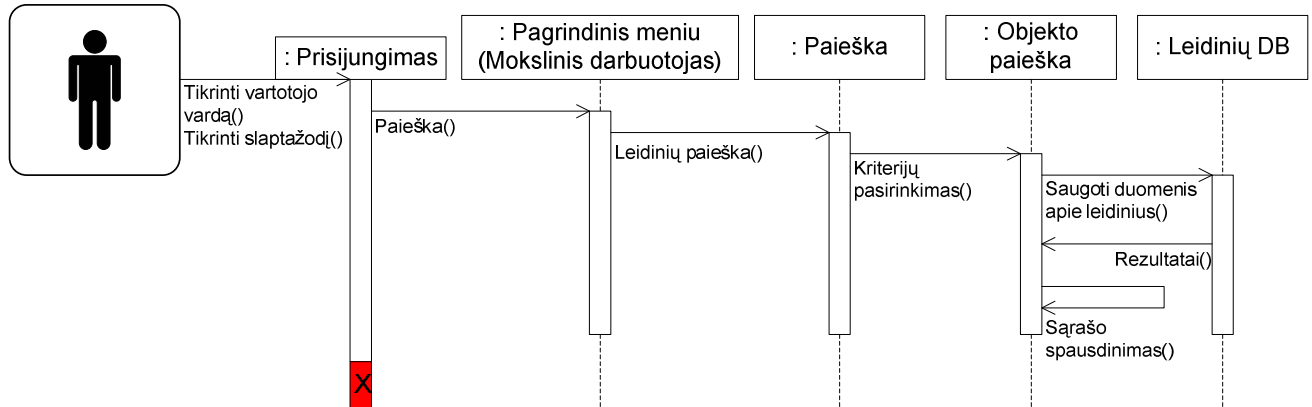 : Prisijungimas
: Pagrindinis meniu
(Mokslinis darbuotojas)
: Paieška
: Objekto
paieška
: Leidinių DB
Tikrinti vartotojo
vardą()
Tikrinti slaptažodį()
Paieška()
Leidinių paieška()
Kriterijų
pasirinkimas()
Saugoti duomenis
apie leidinius()
Rezultatai()
Sąrašo
spausdinimas()
X